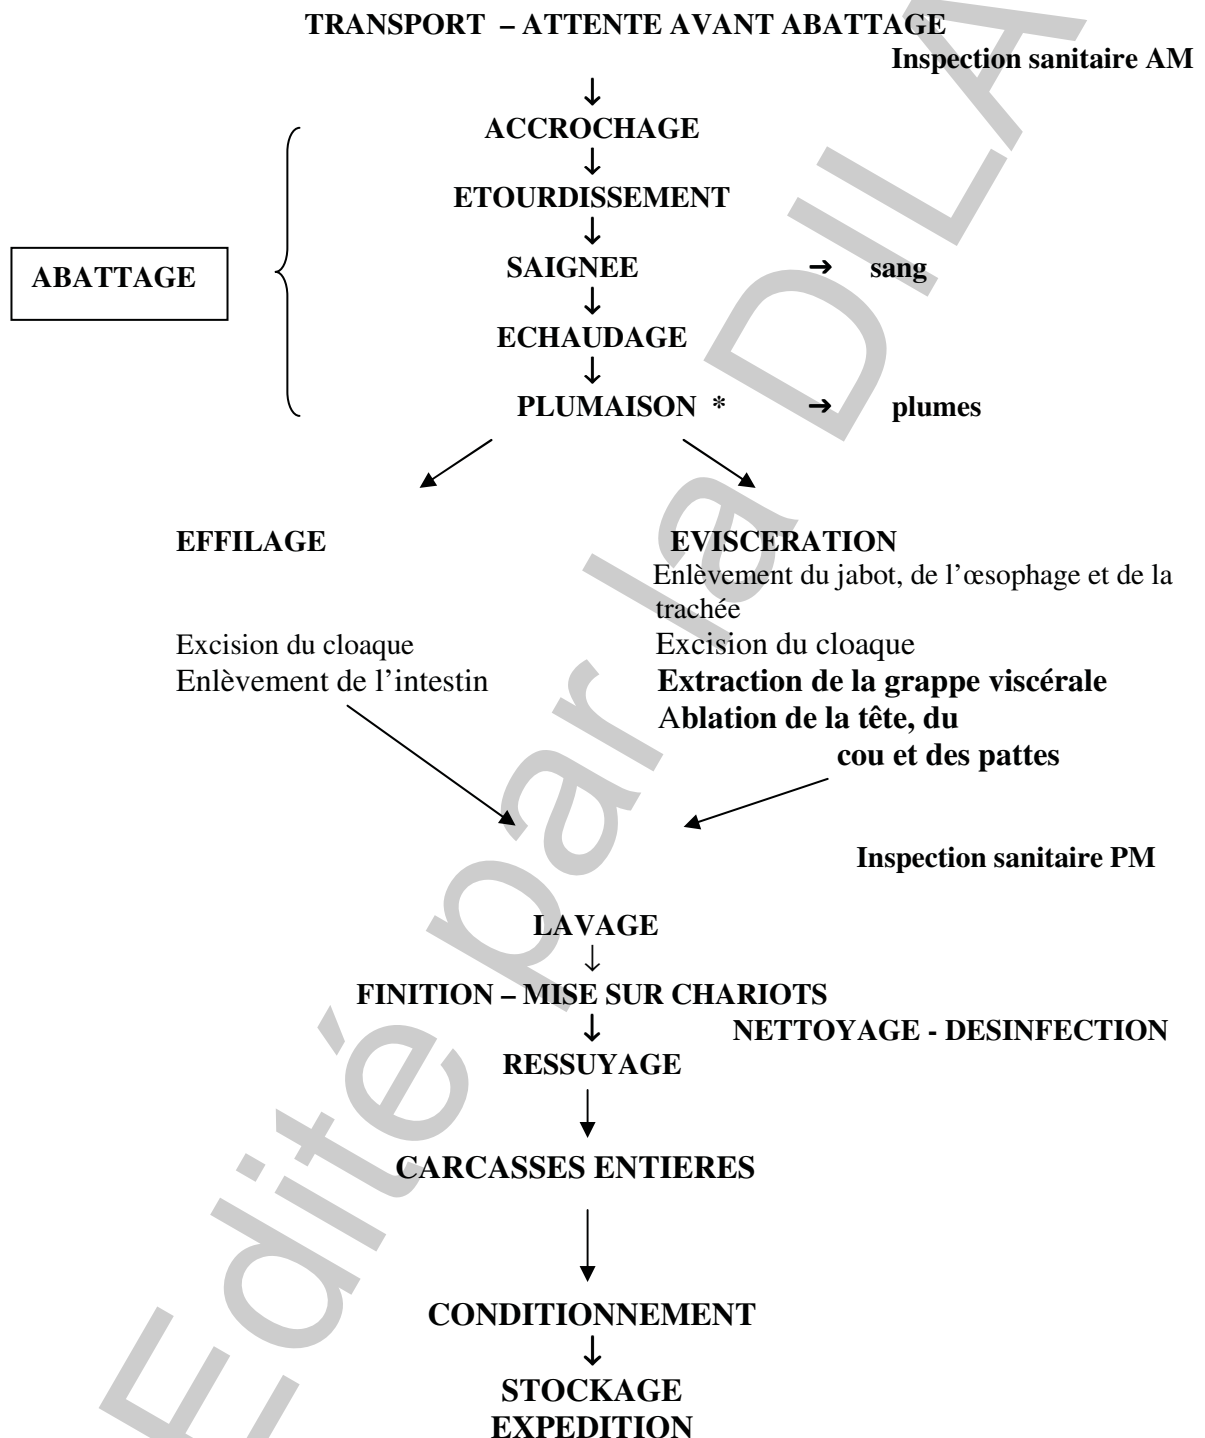 TRANSPORT – ATTENTE AVANT ABATTAGE
Inspection sanitaire AM
↓
ACCROCHAGE
↓
ETOURDISSEMENT
↓
ABATTAGE
SAIGNEE → sang
↓
ECHAUDAGE
↓
PLUMAISON * → plumes
EFFILAGE
Excision du cloaque
Enlèvement de l'intestin
EVISCERATION
Enlèvement du jabot, de l'œsophage et de la
trachée
Excision du cloaque
Extraction de la grappe viscérale
Ablation de la tête, du
cou et des pattes
Inspection sanitaire PM
LAVAGE
↓
FINITION – MISE SUR CHARIOTS
↓
NETTOYAGE - DESINFECTION
RESSUYAGE
CARCASSES ENTIERES
CONDITIONNEMENT
↓
STOCKAGE
EXPEDITION
Edité par la DILA